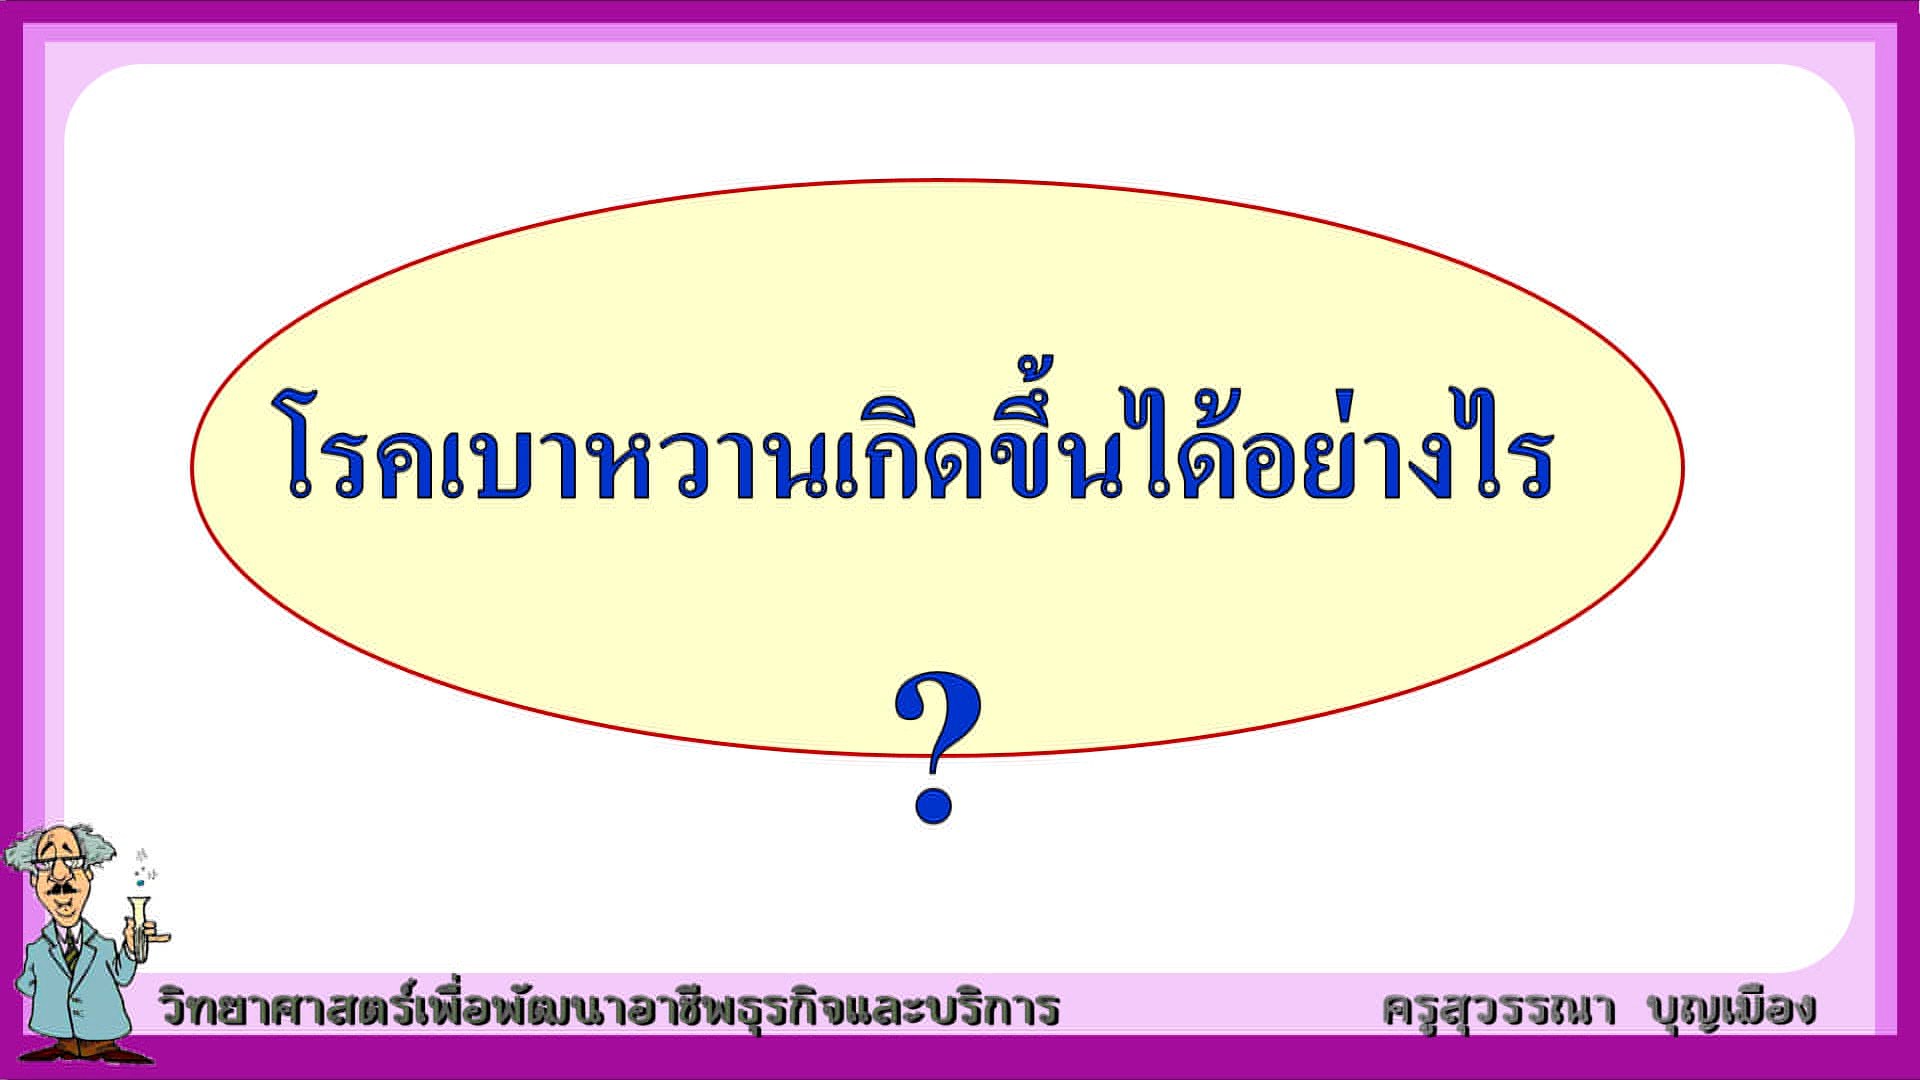 โรคเบาหวานเกิดขึ้นได้อย่างไร
?
วิทยาศาสตร์เพื่อพัฒนาอาชีพธุรกิจและบริการ ครูสุวรรณา บุญเมือง